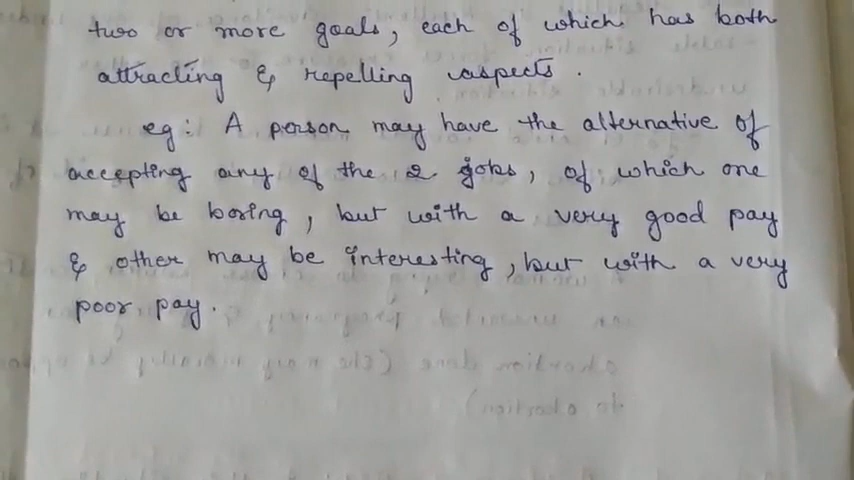 two or more goals, each of which has both
attracting & repelling aspects.
eg: A person may have the alternative of
accepting any of the 2 jobs, of which one
may be boring, but with a very good pay
& other may be interesting, but with a very
poor pay.